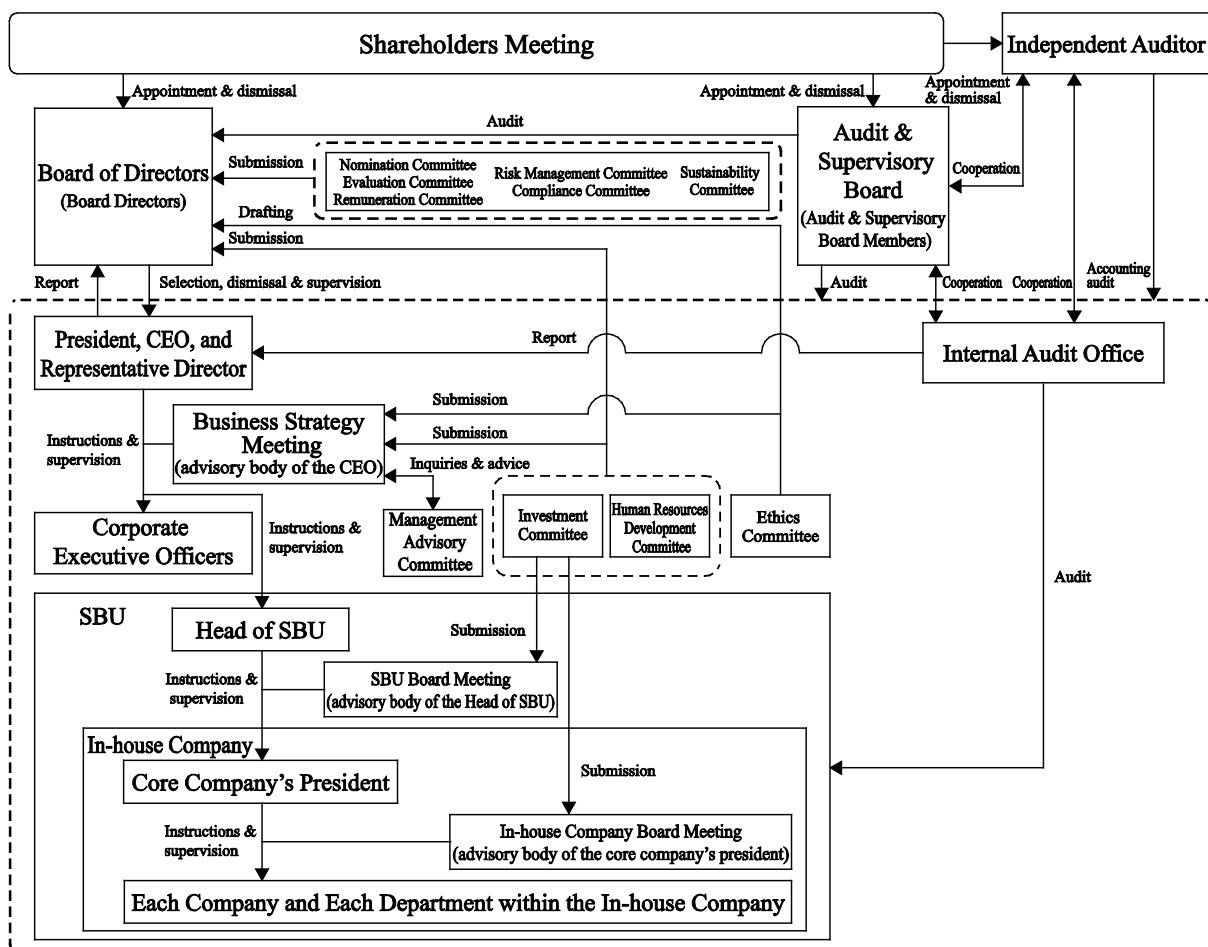 Shareholders Meeting
Independent Auditor
Appointment & dismissal
Appointment & dismissal
Appointment
& dismissal
Board of Directors
(Board Directors)
Audit
Submission
Nomination Committee
Evaluation Committee
Remuneration Committee
Risk Management Committee
Compliance Committee
Sustainability
Committee
Audit &
Supervisory
Board
(Audit & Supervisory
Board Members)
Cooperation
Drafting
Submission
Report
Selection, dismissal & supervision
Audit
Cooperation
Cooperation
Accounting
audit
President, CEO, and
Representative Director
Report
Internal Audit Office
Instructions &
supervision
Business Strategy
Meeting
(advisory body of the CEO)
Submission
Submission
Inquiries & advice
Corporate
Executive Officers
Instructions &
supervision
Management
Advisory
Committee
Investment
Committee
Human Resources
Development
Committee
Ethics
Committee
Audit
SBU
Head of SBU
Submission
Instructions &
supervision
SBU Board Meeting
(advisory body of the Head of SBU)
In-house Company
Core Company's President
Submission
Instructions &
supervision
In-house Company Board Meeting
(advisory body of the core company's president)
Each Company and Each Department within the In-house Company